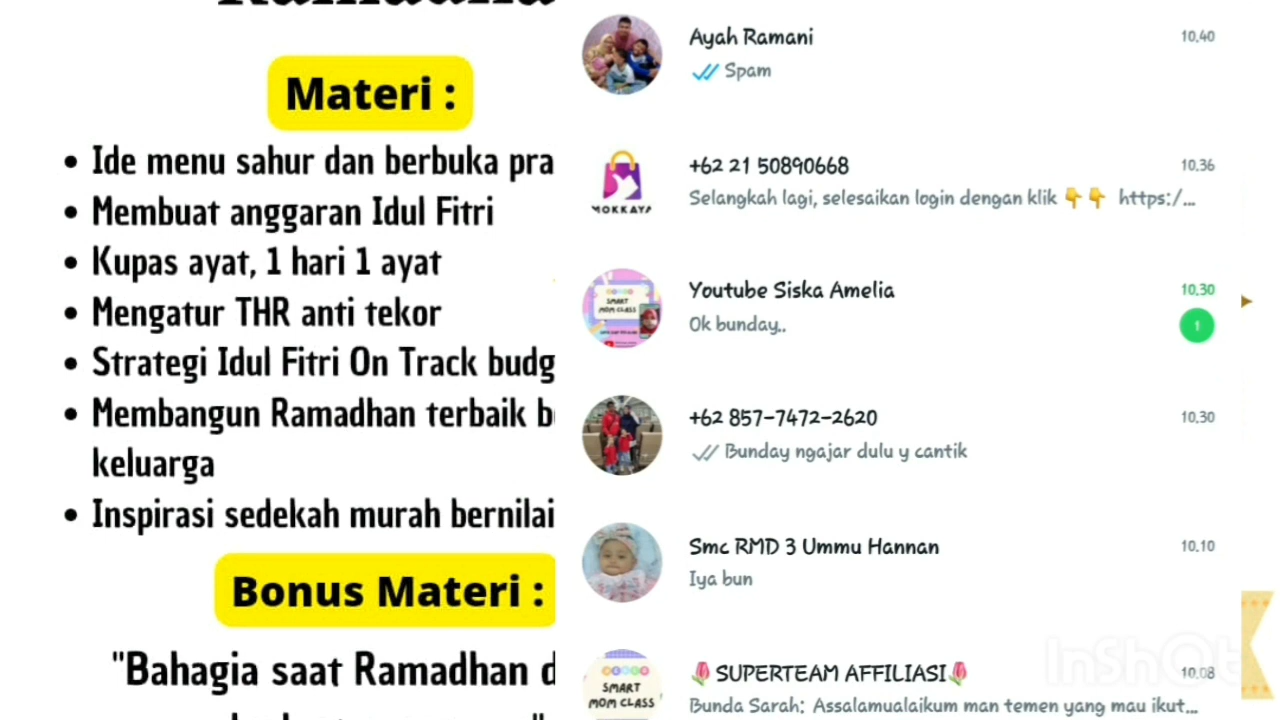 Materi :
• Ide menu sahur dan berbuka pra
• Membuat anggaran Idul Fitri
• Kupas ayat, 1 hari 1 ayat
• Mengatur THR anti tekor
• Strategi Idul Fitri On Track budg
• Membangun Ramadhan terbaik b
keluarga
• Inspirasi sedekah murah bernilai
Bonus Materi :
"Bahagia saat Ramadhan d
Ayah Ramani 10.40
Spam
+62 21 50890668 10.36
Selangkah lagi, selesaikan login dengan klik 👇👇 https:/...
MOKKAYA
Youtube Siska Amelia 10.30
Ok bunday.. 1
SMART
MOM CLASS
+62 857-7472-2620 10.30
Bunday ngajar dulu y cantik
Smc RMD 3 Ummu Hannan 10.10
Iya bun
🌷SUPERTEAM AFFILIASI🌷 10.08
Bunda Sarah: Assalamualaikum man temen yang mau ikut...
SMART
MOM CLASS
InShOt